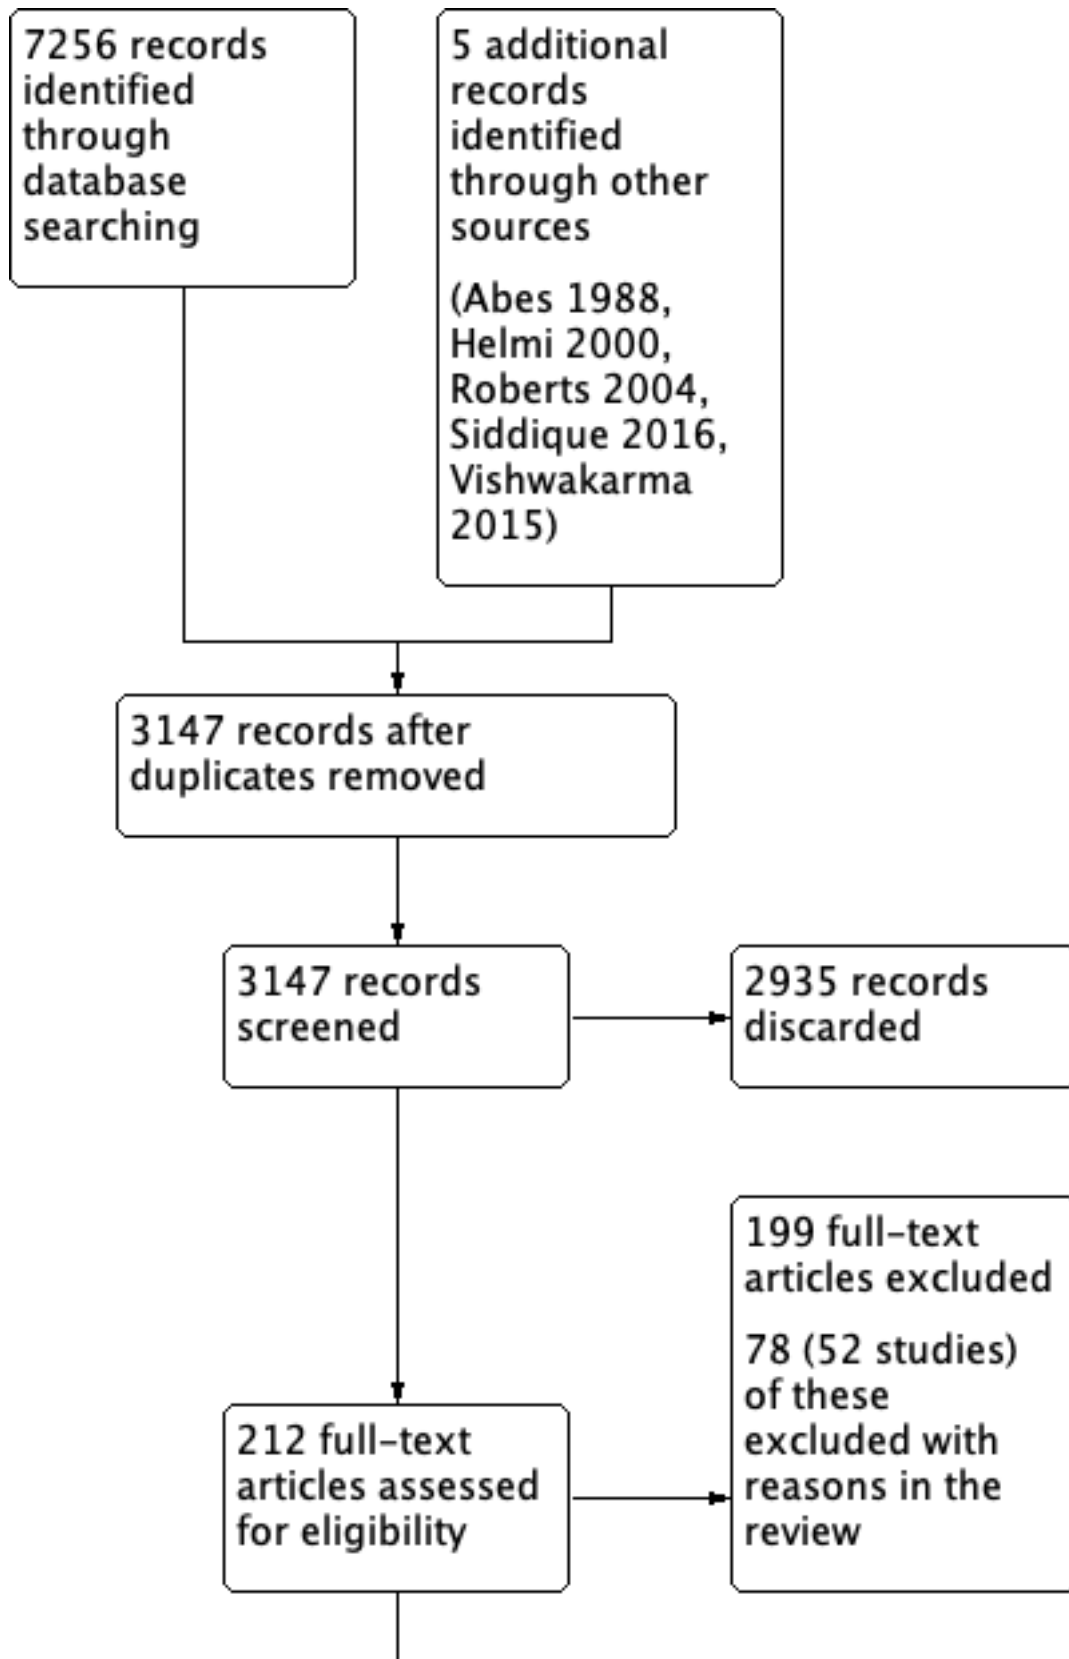 7256 records
identified
through
database
searching
5 additional
records
identified
through other
sources
(Abes 1988,
Helmi 2000,
Roberts 2004,
Siddique 2016,
Vishwakarma
2015)
3147 records after
duplicates removed
3147 records
screened
2935 records
discarded
212 full-text
articles assessed
for eligibility
199 full-text
articles excluded
78 (52 studies)
of these
excluded with
reasons in the
review